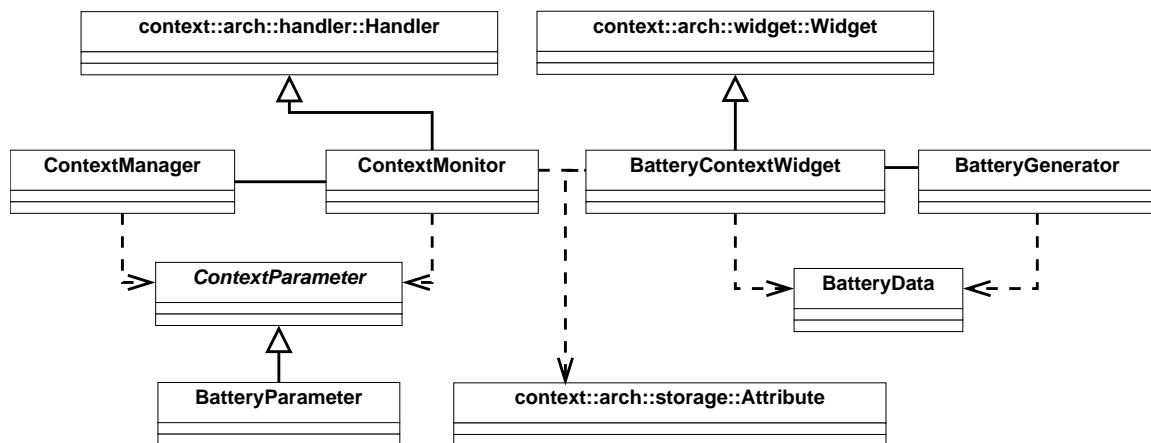 context::arch::handler::Handler
context::arch::widget::Widget
ContextManager
ContextMonitor
BatteryContextWidget
BatteryGenerator
ContextParameter
BatteryData
BatteryParameter
context::arch::storage::Attribute